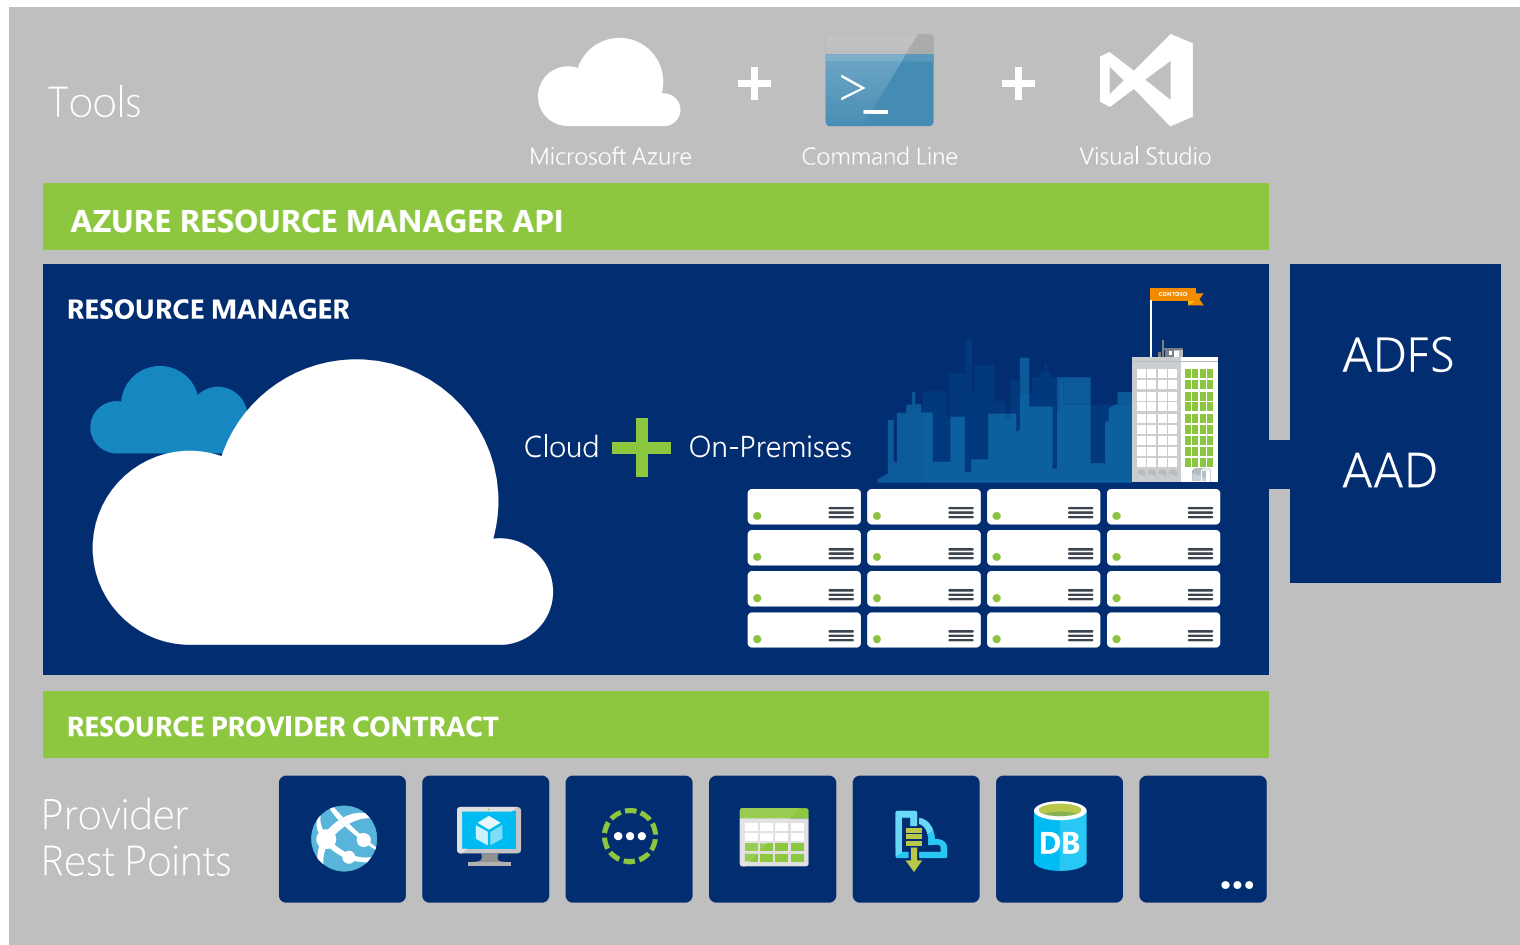 Tools
Microsoft Azure
Command Line
Visual Studio
AZURE RESOURCE MANAGER API
RESOURCE MANAGER
CONTOSO
ADFS
Cloud
On-Premises
AAD
RESOURCE PROVIDER CONTRACT
Provider
Rest Points
DB